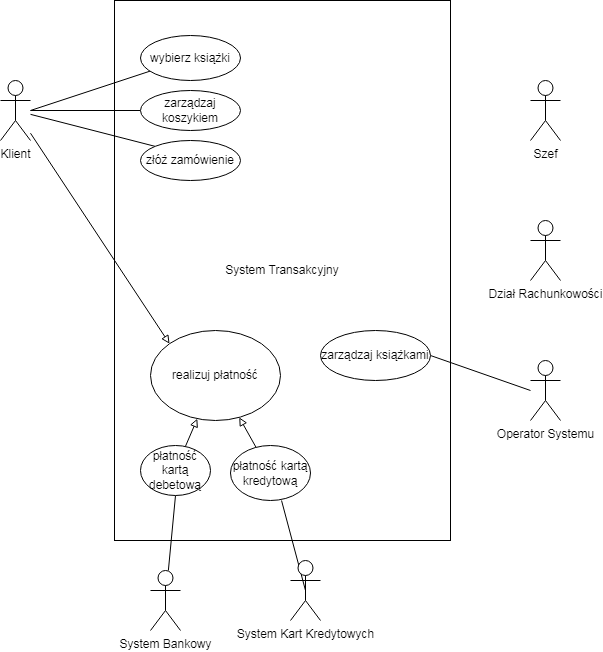 wybierz książki
zarządzaj
koszykiem
złóż zamówienie
Klient
Szef
System Transakcyjny
Dział Rachunkowości
realizuj płatność
zarządzaj książkami
Operator Systemu
płatność
kartą
debetową
płatność kartą
kredytową
System Bankowy
System Kart Kredytowych